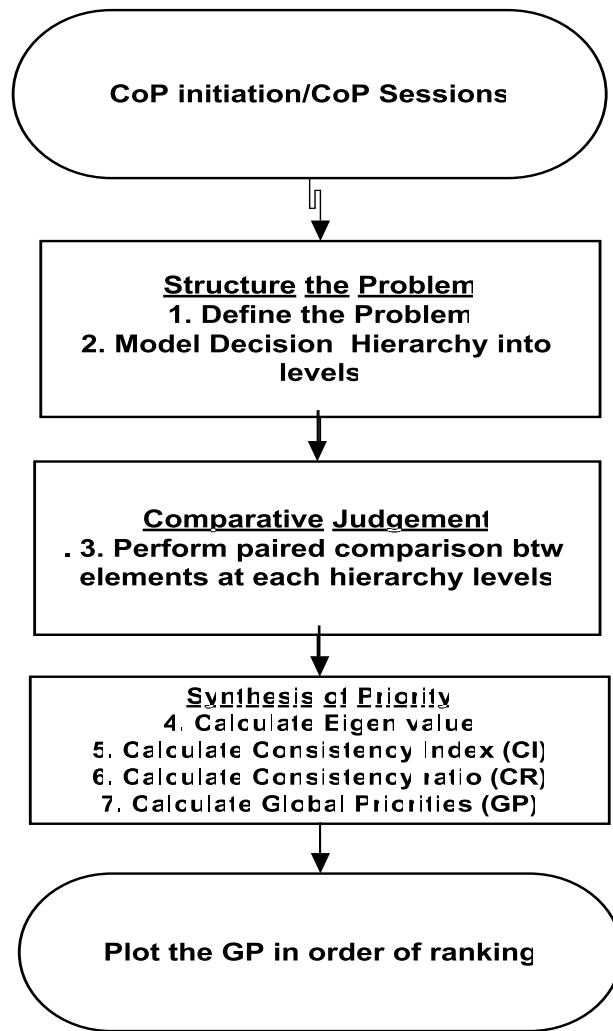 CoP initiation/CoP Sessions
Structure the Problem
1. Define the Problem
2. Model Decision Hierarchy into
levels
Comparative Judgement
. 3. Perform paired comparison btw
elements at each hierarchy levels
Synthesis of Priority
4. Calculate Eigen value
5. Calculate Consistency Index (CI)
6. Calculate Consistency ratio (CR)
7. Calculate Global Priorities (GP)
Plot the GP in order of ranking